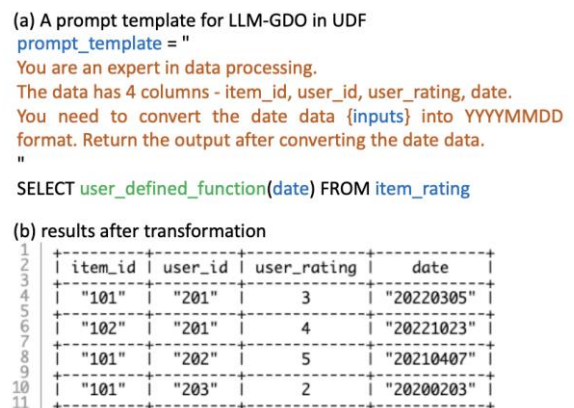 (a) A prompt template for LLM-GDO in UDF
prompt_template = "
You are an expert in data processing.
The data has 4 columns - item_id, user_id, user_rating, date.
You need to convert the date data {inputs} into YYYYMMDD
format. Return the output after converting the date data.
"
SELECT user_defined_function(date) FROM item_rating
(b) results after transformation
1 +---------+---------+-------------+------------+
2 | item_id | user_id | user_rating | date |
3 +---------+---------+-------------+------------+
4 | "101" | "201" | 3 | "20220305" |
5 +---------+---------+-------------+------------+
6 | "102" | "201" | 4 | "20221023" |
7 +---------+---------+-------------+------------+
8 | "101" | "202" | 5 | "20210407" |
9 +---------+---------+-------------+------------+
10 | "101" | "203" | 2 | "20200203" |
11 +---------+---------+-------------+------------+